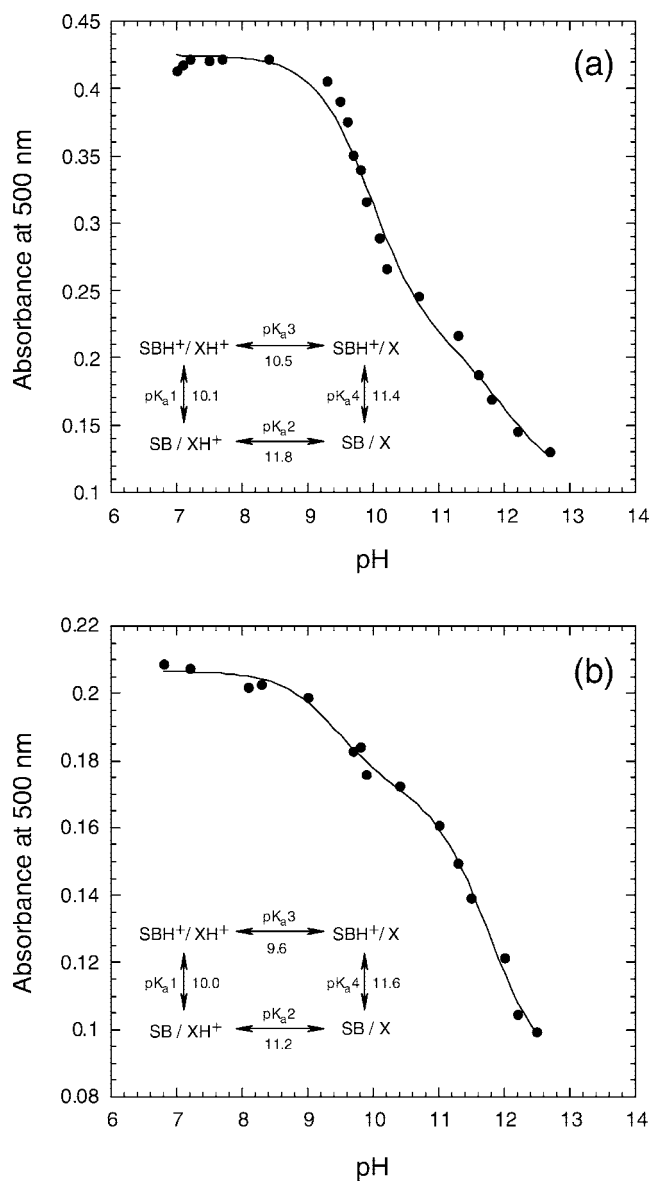 (a)
Absorbance at 500 nm
0.45
0.4
0.35
0.3
0.25
0.2
0.15
0.1
SBH⁺/XH⁺ pKₐ3 10.5 SBH⁺/X
pKₐ1 10.1 pKₐ4 11.4
SB / XH⁺ pKₐ2 11.8 SB / X
6 7 8 9 10 11 12 13 14
pH
(b)
Absorbance at 500 nm
0.22
0.2
0.18
0.16
0.14
0.12
0.1
0.08
SBH⁺/XH⁺ pKₐ3 9.6 SBH⁺/X
pKₐ1 10.0 pKₐ4 11.6
SB / XH⁺ pKₐ2 11.2 SB / X
6 7 8 9 10 11 12 13 14
pH